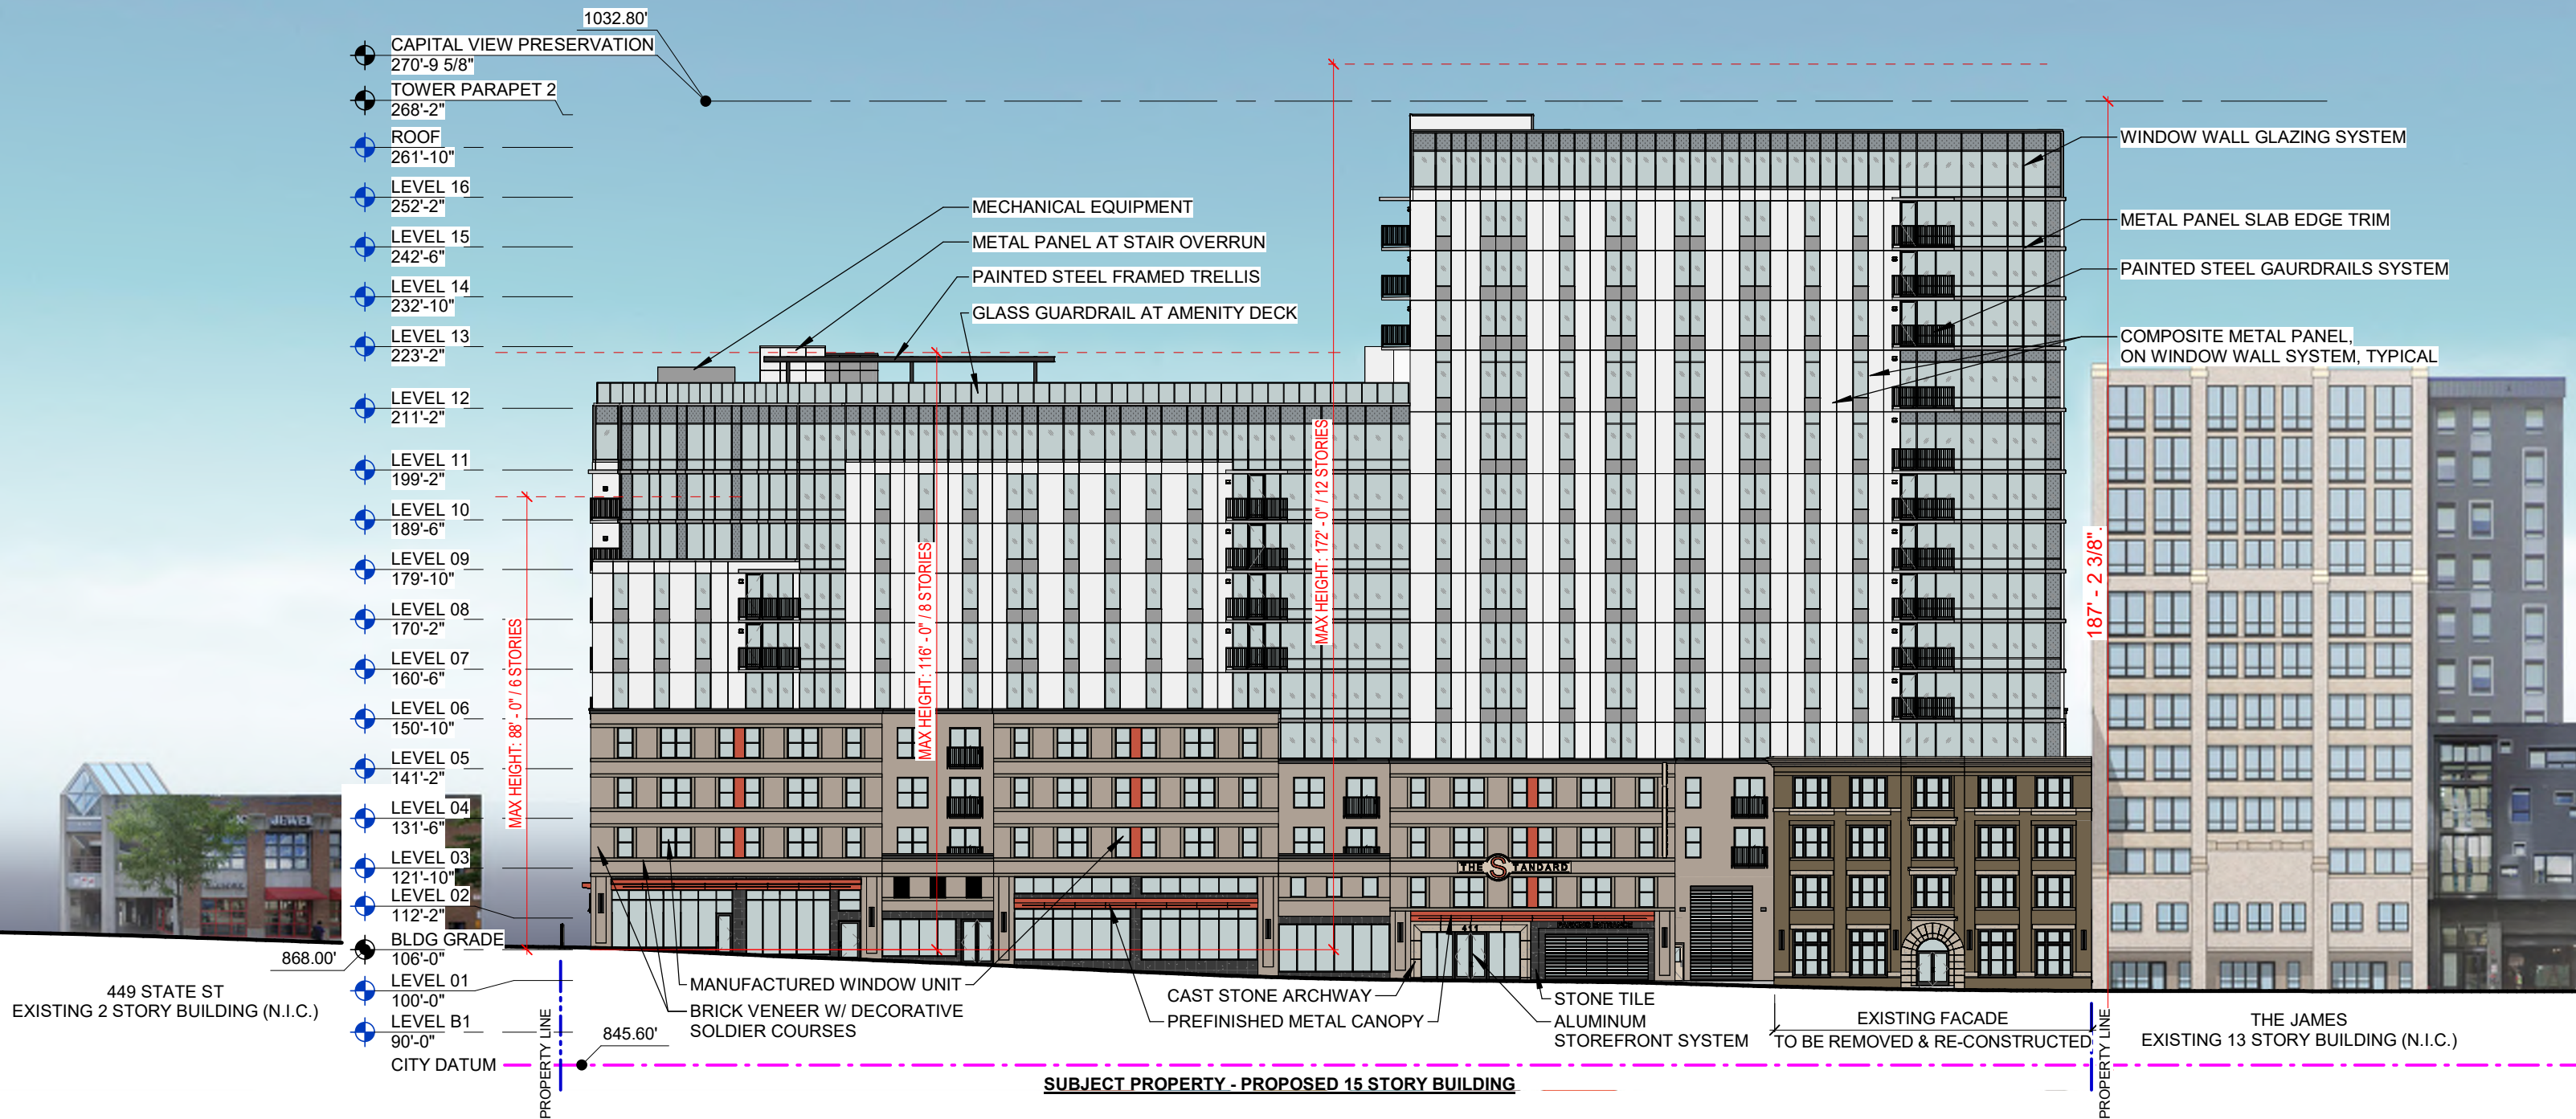 1032.80'
CAPITAL VIEW PRESERVATION
270'-9 5/8"
TOWER PARAPET 2
268'-2"
ROOF
261'-10"
LEVEL 16
252'-2"
LEVEL 15
242'-6"
LEVEL 14
232'-10"
LEVEL 13
223'-2"
LEVEL 12
211'-2"
LEVEL 11
199'-2"
LEVEL 10
189'-6"
LEVEL 09
179'-10"
LEVEL 08
170'-2"
LEVEL 07
160'-6"
LEVEL 06
150'-10"
LEVEL 05
141'-2"
LEVEL 04
131'-6"
LEVEL 03
121'-10"
LEVEL 02
112'-2"
BLDG GRADE
106'-0"
868.00'
LEVEL 01
100'-0"
LEVEL B1
90'-0"
CITY DATUM
845.60'
MECHANICAL EQUIPMENT
METAL PANEL AT STAIR OVERRUN
PAINTED STEEL FRAMED TRELLIS
GLASS GUARDRAIL AT AMENITY DECK
WINDOW WALL GLAZING SYSTEM
METAL PANEL SLAB EDGE TRIM
PAINTED STEEL GAURDRAILS SYSTEM
COMPOSITE METAL PANEL,
ON WINDOW WALL SYSTEM, TYPICAL
MAX HEIGHT: 88' - 0" / 6 STORIES
MAX HEIGHT: 116' - 0" / 8 STORIES
MAX HEIGHT: 172' - 0" / 12 STORIES
187' - 2 3/8"
JEWEL
THE STANDARD
411
PARKING ENTRANCE
449 STATE ST
EXISTING 2 STORY BUILDING (N.I.C.)
PROPERTY LINE
MANUFACTURED WINDOW UNIT
BRICK VENEER W/ DECORATIVE
SOLDIER COURSES
CAST STONE ARCHWAY
PREFINISHED METAL CANOPY
STONE TILE
ALUMINUM
STOREFRONT SYSTEM
EXISTING FACADE
TO BE REMOVED & RE-CONSTRUCTED
PROPERTY LINE
THE JAMES
EXISTING 13 STORY BUILDING (N.I.C.)
SUBJECT PROPERTY - PROPOSED 15 STORY BUILDING